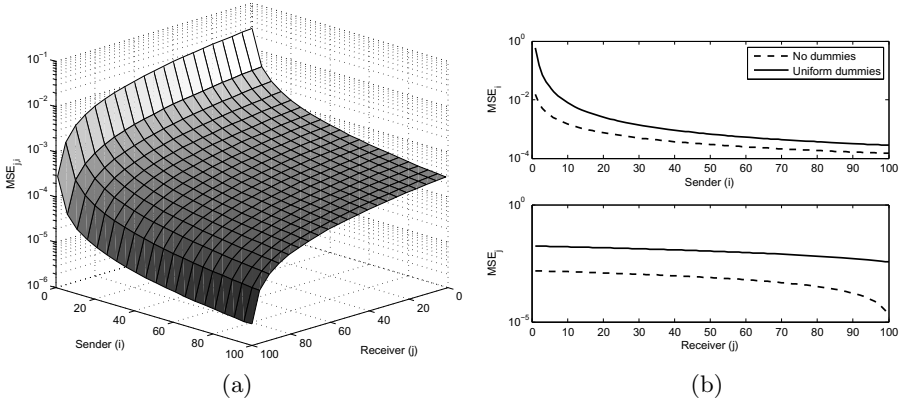 10^{-1}
10^{-2}
10^{-3}
10^{-4}
10^{-5}
10^{-6}
MSE_{j,i}
0
20
40
60
80
100
Sender (i)
100
80
60
40
20
0
Receiver (j)
(a)
10^{0}
10^{-2}
10^{-4}
MSE_{i}
No dummies
Uniform dummies
0 10 20 30 40 50 60 70 80 90 100
Sender (i)
10^{0}
10^{-5}
MSE_{j}
0 10 20 30 40 50 60 70 80 90 100
Receiver (j)
(b)